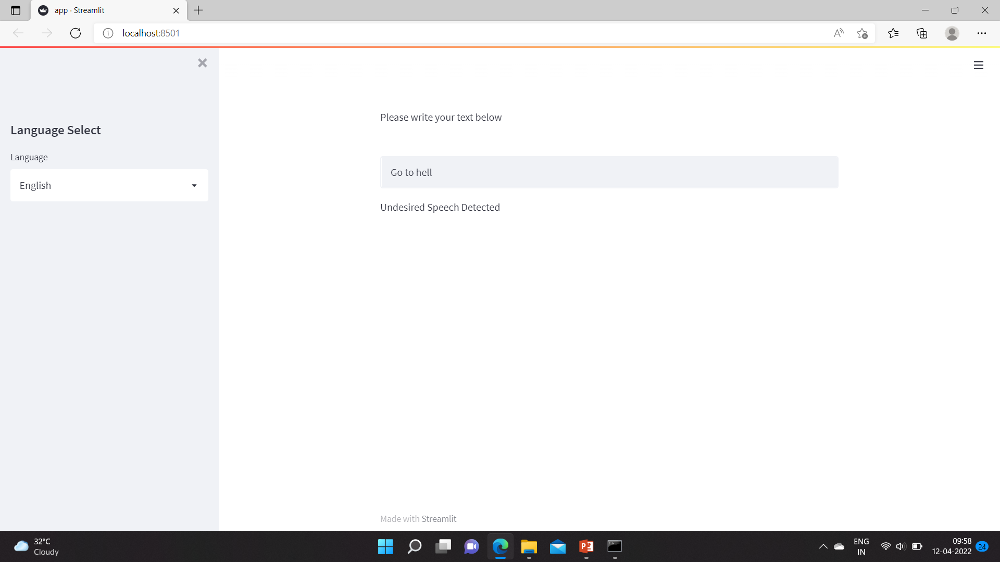 app · Streamlit
localhost:8501
Language Select
Language
English
Please write your text below
Go to hell
Undesired Speech Detected
Made with Streamlit
32°C
Cloudy
ENG
IN
09:58
12-04-2022
24